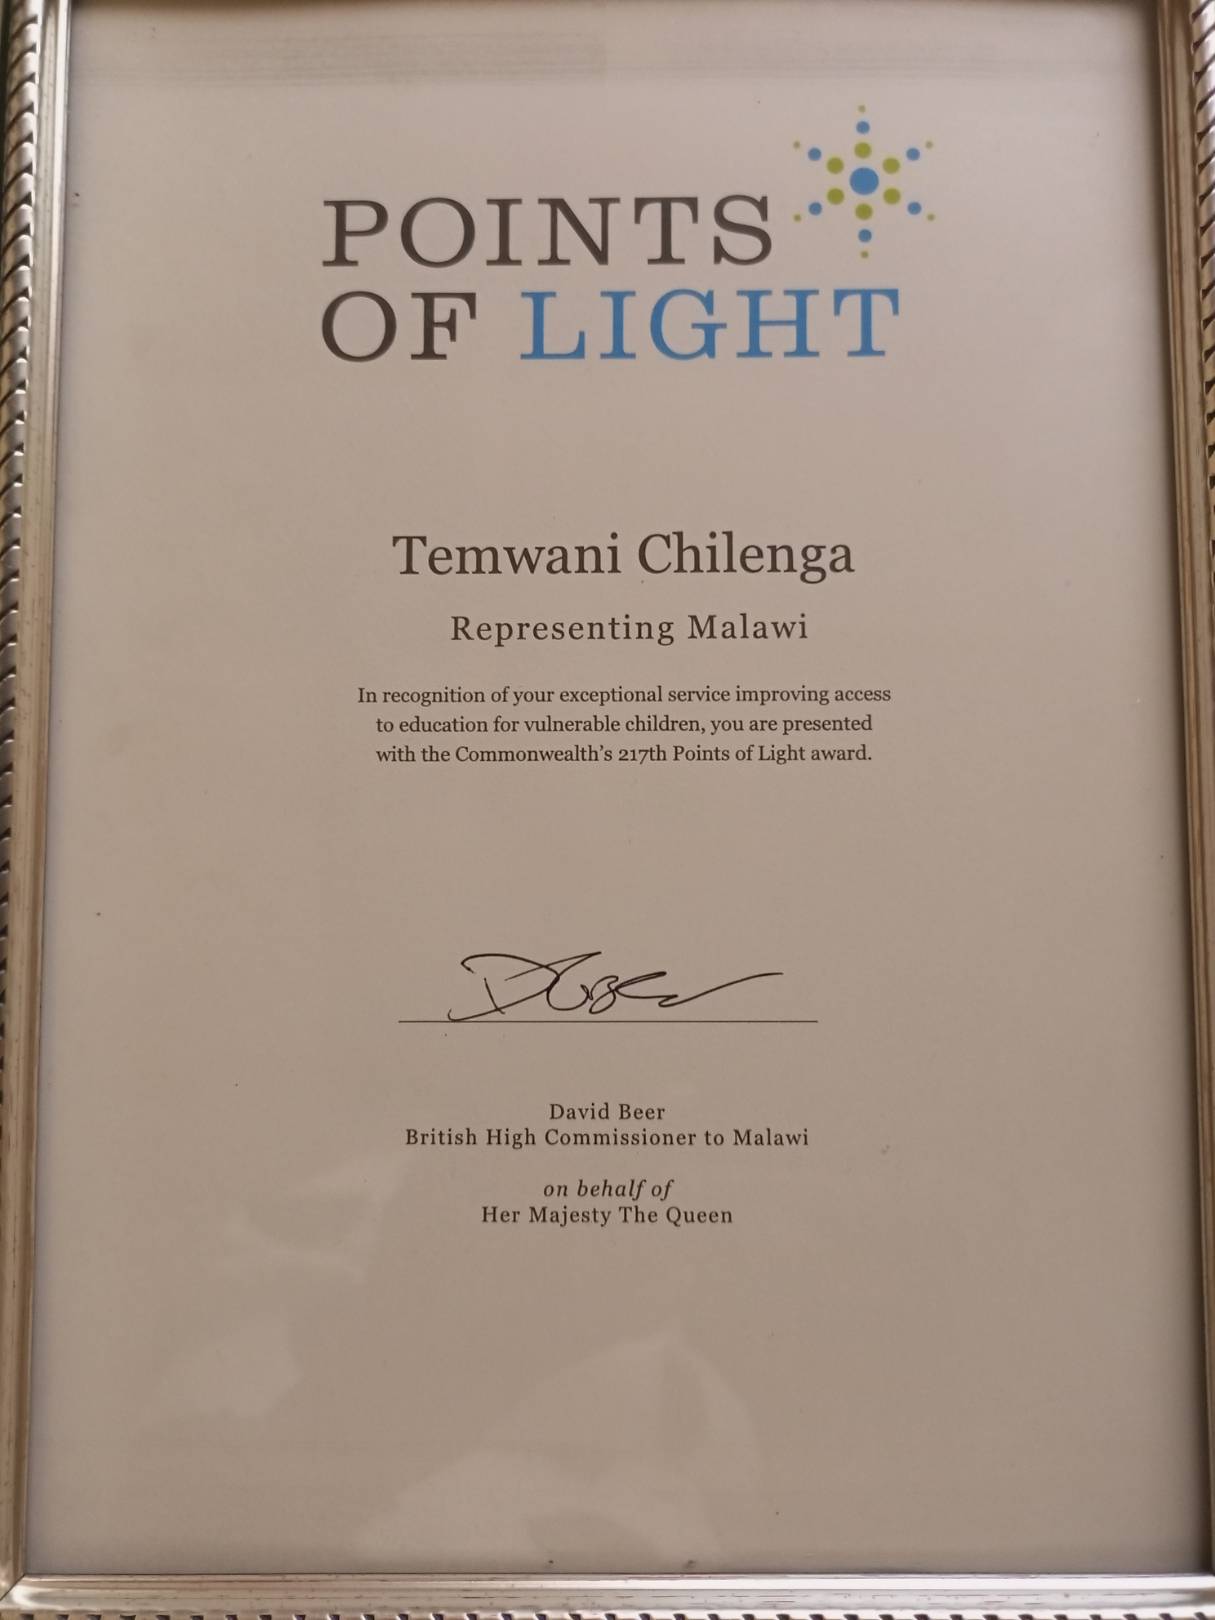 POINTS
OF LIGHT
Temwani Chilenga
Representing Malawi
In recognition of your exceptional service improving access
to education for vulnerable children, you are presented
with the Commonwealth’s 217th Points of Light award.
David Beer
British High Commissioner to Malawi
on behalf of
Her Majesty The Queen